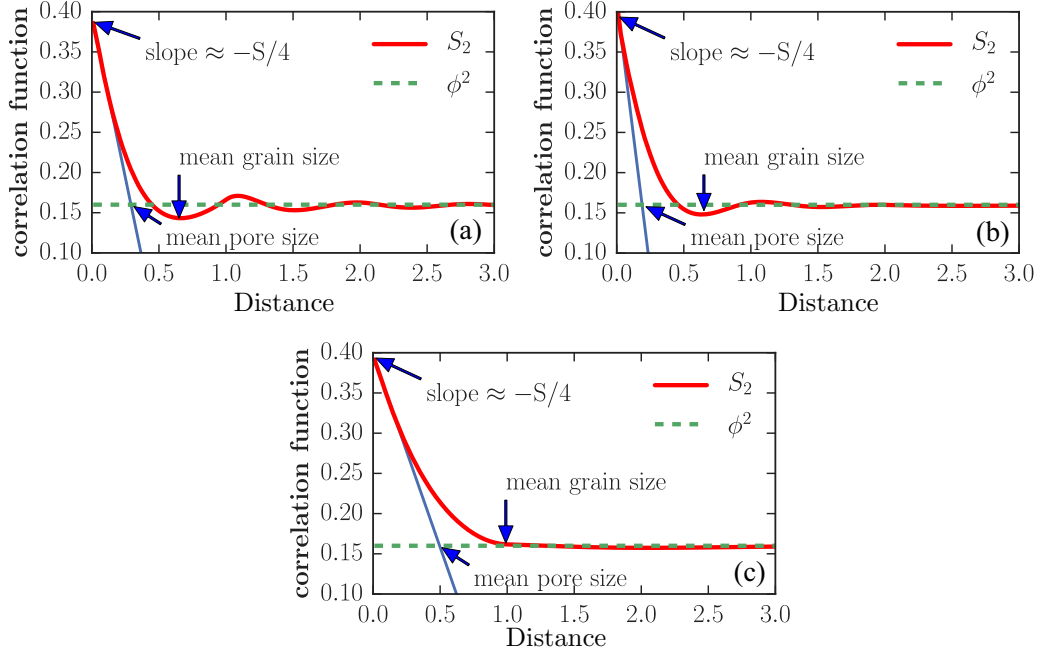 correlation function
0.40
0.35
0.30
0.25
0.20
0.15
0.10
slope ≈ −S/4
S₂
ϕ²
mean grain size
mean pore size
(a)
0.0 0.5 1.0 1.5 2.0 2.5 3.0
Distance
correlation function
0.40
0.35
0.30
0.25
0.20
0.15
0.10
slope ≈ −S/4
S₂
ϕ²
mean grain size
mean pore size
(b)
0.0 0.5 1.0 1.5 2.0 2.5 3.0
Distance
correlation function
0.40
0.35
0.30
0.25
0.20
0.15
0.10
slope ≈ −S/4
S₂
ϕ²
mean grain size
mean pore size
(c)
0.0 0.5 1.0 1.5 2.0 2.5 3.0
Distance